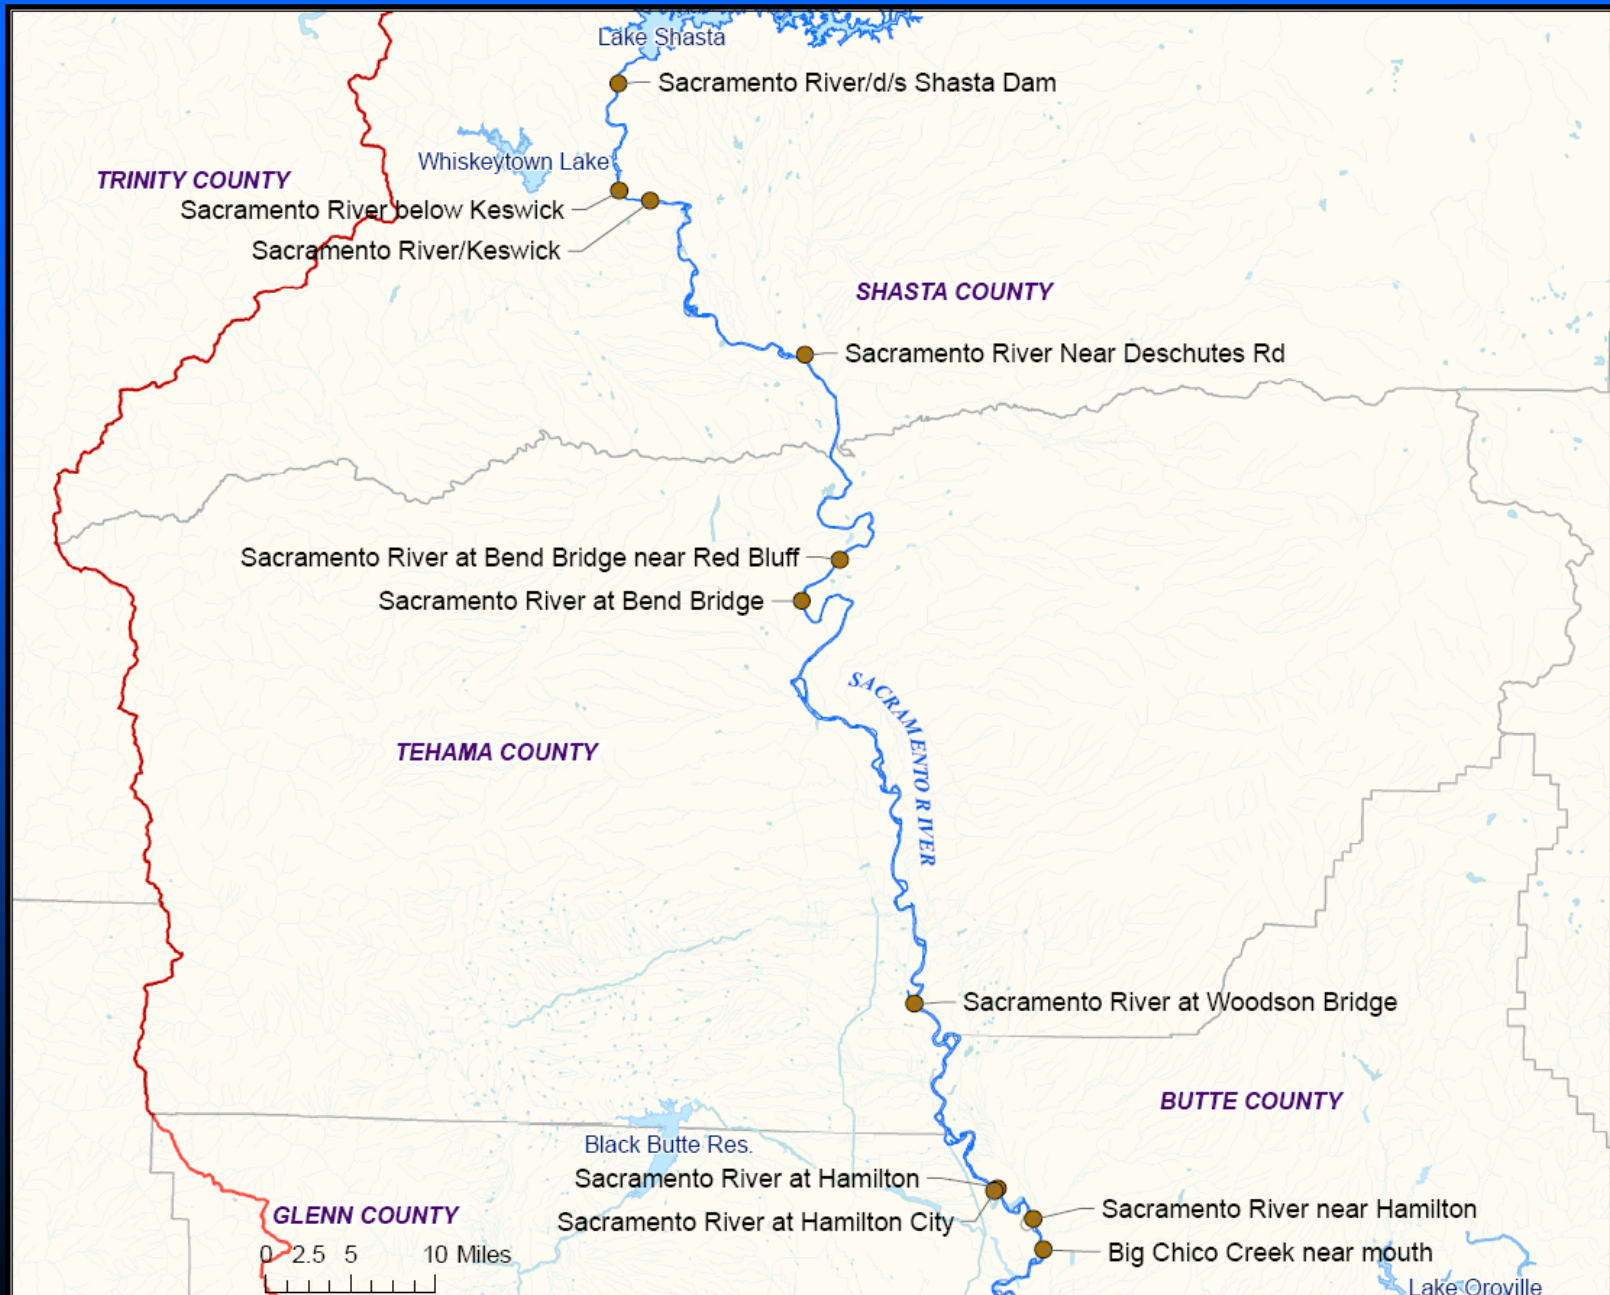 Lake Shasta
Sacramento River/d/s Shasta Dam
Whiskeytown Lake
TRINITY COUNTY
Sacramento River below Keswick
Sacramento River/Keswick
SHASTA COUNTY
Sacramento River Near Deschutes Rd
Sacramento River at Bend Bridge near Red Bluff
Sacramento River at Bend Bridge
SACRAMENTO RIVER
TEHAMA COUNTY
Sacramento River at Woodson Bridge
BUTTE COUNTY
Black Butte Res.
Sacramento River at Hamilton
Sacramento River near Hamilton
GLENN COUNTY
Sacramento River at Hamilton City
0 2.5 5 10 Miles
Big Chico Creek near mouth
Lake Oroville